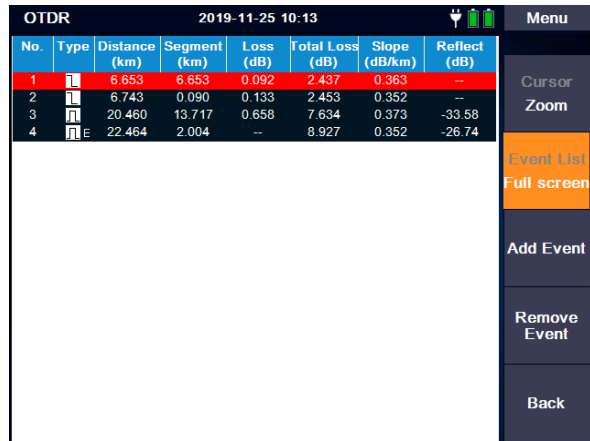 OTDR 2019-11-25 10:13 Menu
No. Type Distance (km) Segment (km) Loss (dB) Total Loss (dB) Slope (dB/km) Reflect (dB)
1 6.653 6.653 0.092 2.437 0.363 --
2 6.743 0.090 0.133 2.453 0.352 --
3 20.460 13.717 0.658 7.634 0.373 -33.58
4 E 22.464 2.004 -- 8.927 0.352 -26.74
Cursor
Zoom
Event List
Full screen
Add Event
Remove
Event
Back